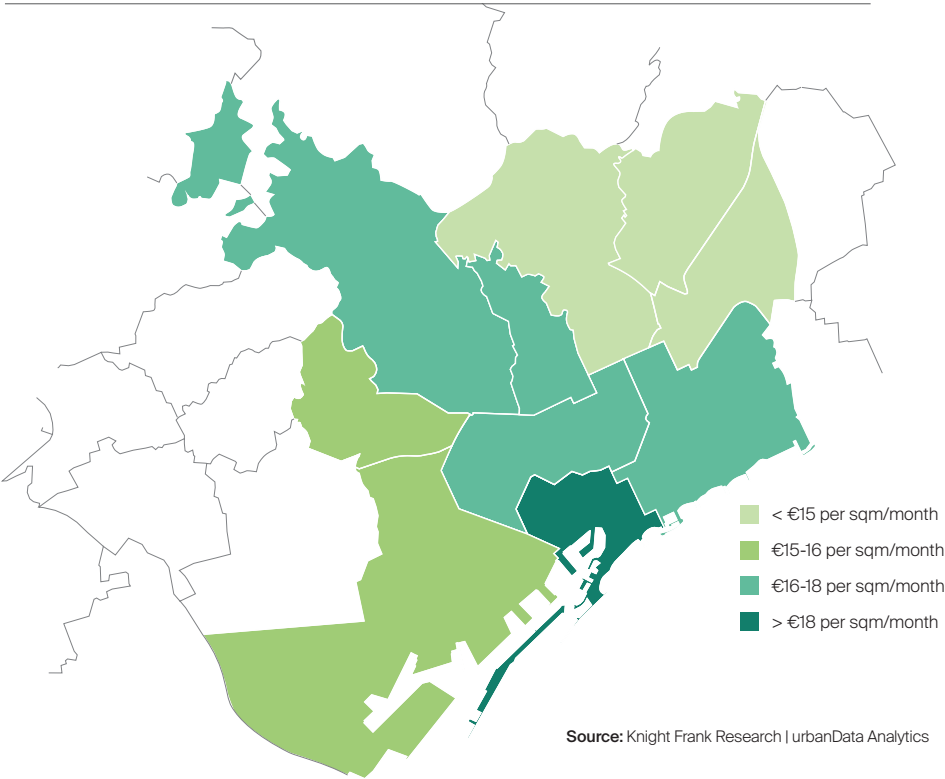 < €15 per sqm/month
€15-16 per sqm/month
€16-18 per sqm/month
> €18 per sqm/month
Source: Knight Frank Research | urbanData Analytics